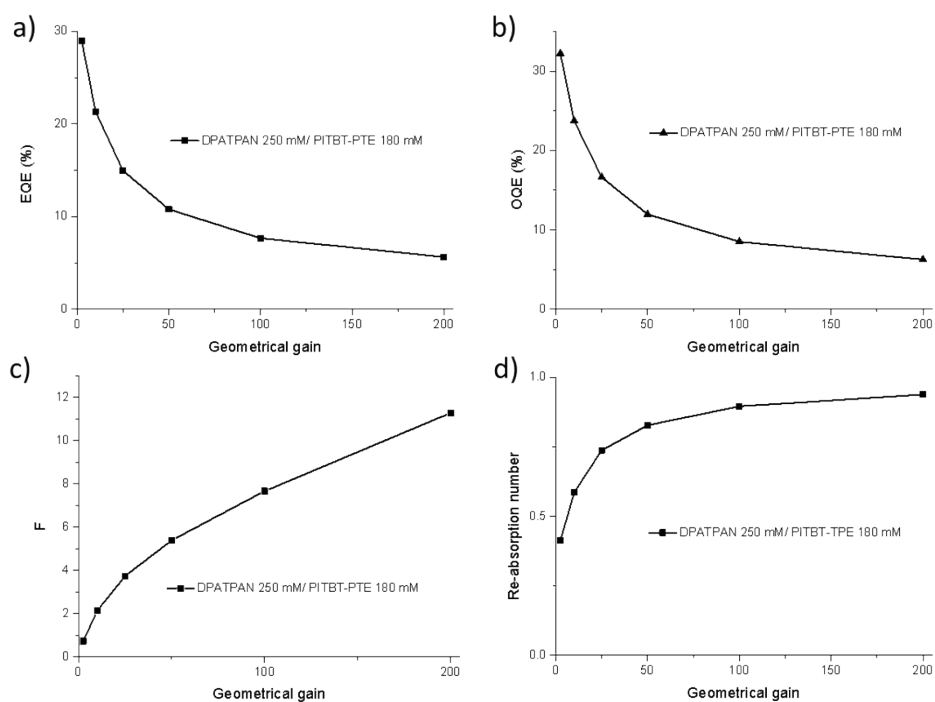 a)
30
20
10
0
EQE (%)
DPATPAN 250 mM/ PITBT-PTE 180 mM
0 50 100 150 200
Geometrical gain
b)
30
20
10
0
OQE (%)
DPATPAN 250 mM/ PITBT-PTE 180 mM
0 50 100 150 200
Geometrical gain
c)
12
10
8
6
4
2
0
F
DPATPAN 250 mM/ PITBT-PTE 180 mM
0 100 200
Geometrical gain
d)
1.0
0.5
0.0
Re-absorption number
DPATPAN 250 mM/ PITBT-TPE 180 mM
0 50 100 150 200
Geometrical gain